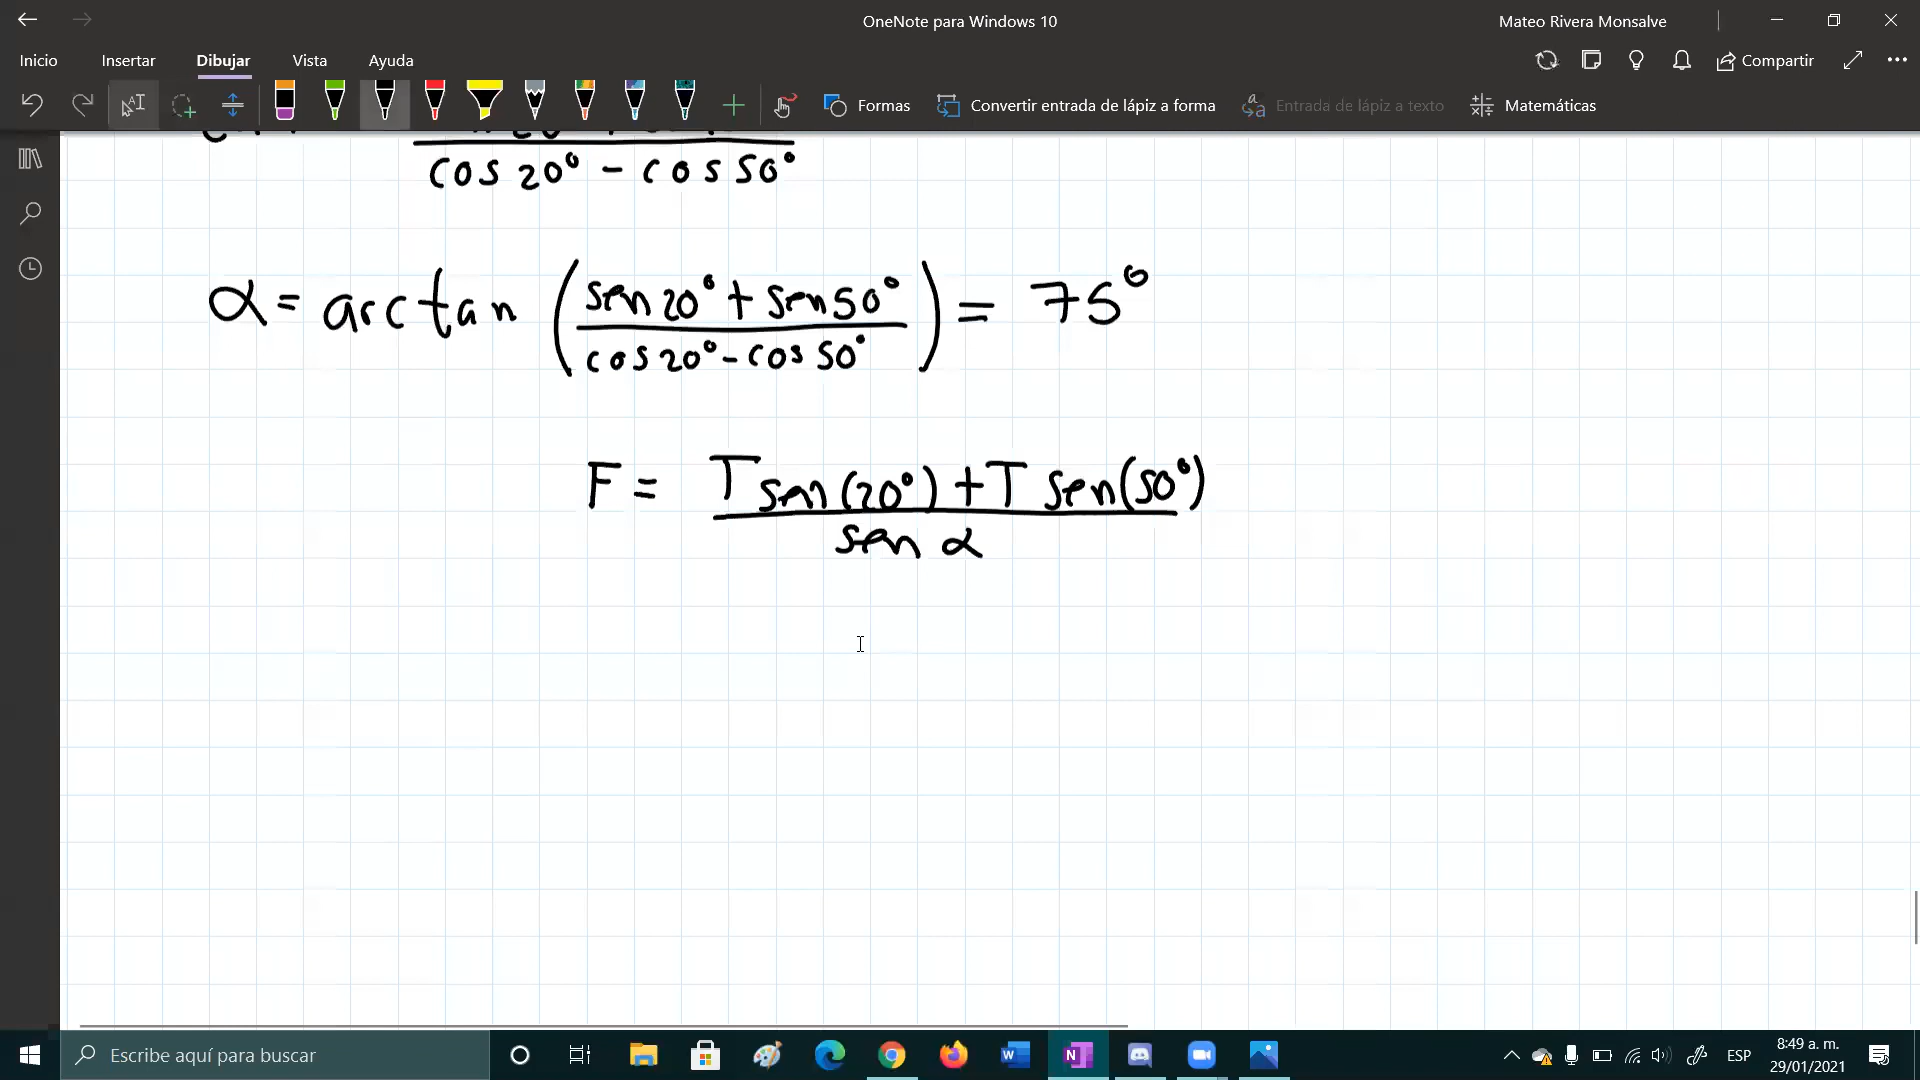 OneNote para Windows 10
Mateo Rivera Monsalve
Inicio Insertar Dibujar Vista Ayuda
Compartir
Formas Convertir entrada de lápiz a forma Entrada de lápiz a texto Matemáticas
cos 20° - cos 50°
α = arctan (sen 20° + sen 50° / cos 20° - cos 50°) = 75°
F = T sen(20°) + T sen(50°)
sen α
Escribe aquí para buscar
ESP
8:49 a. m.
29/01/2021